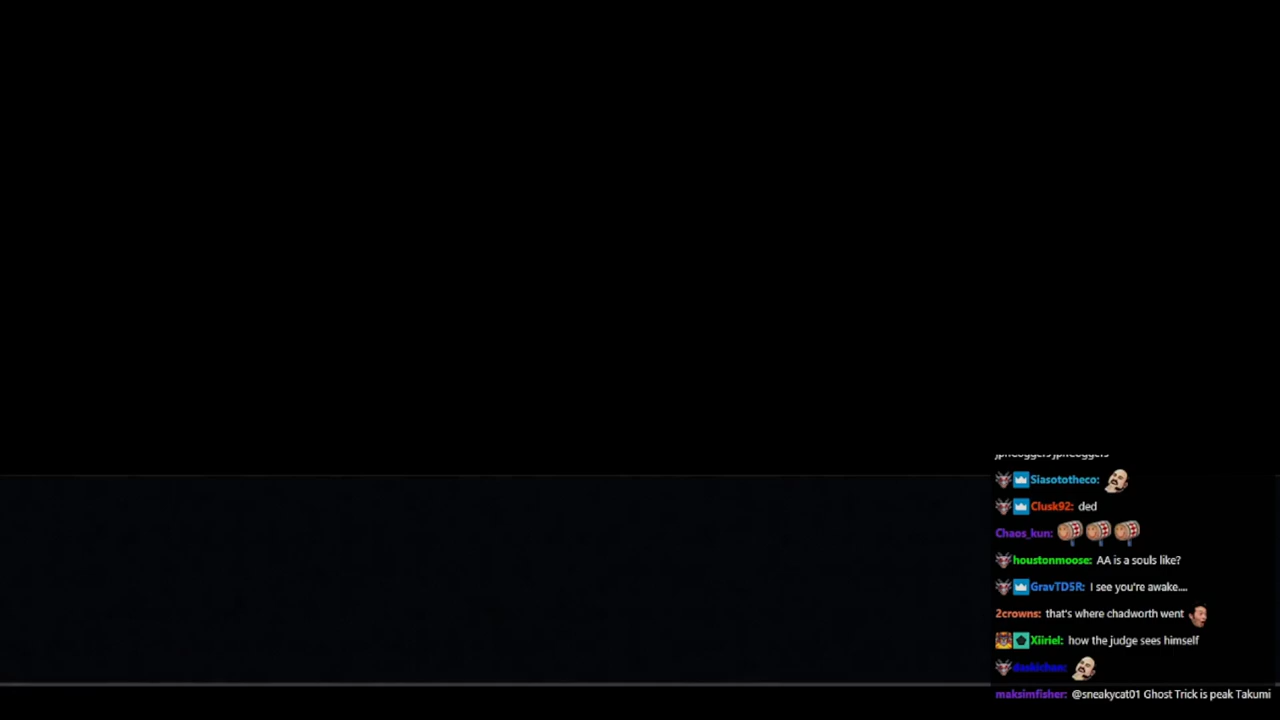 Siasototheco:
Clusk92: ded
Chaos_kun:
houstonmoose: AA is a souls like?
GravTDSR: I see you're awake....
2crowns: that's where chadworth went
Xiiriel: how the judge sees himself
maksimfisher: @sneakycat01 Ghost Trick is peak Takumi